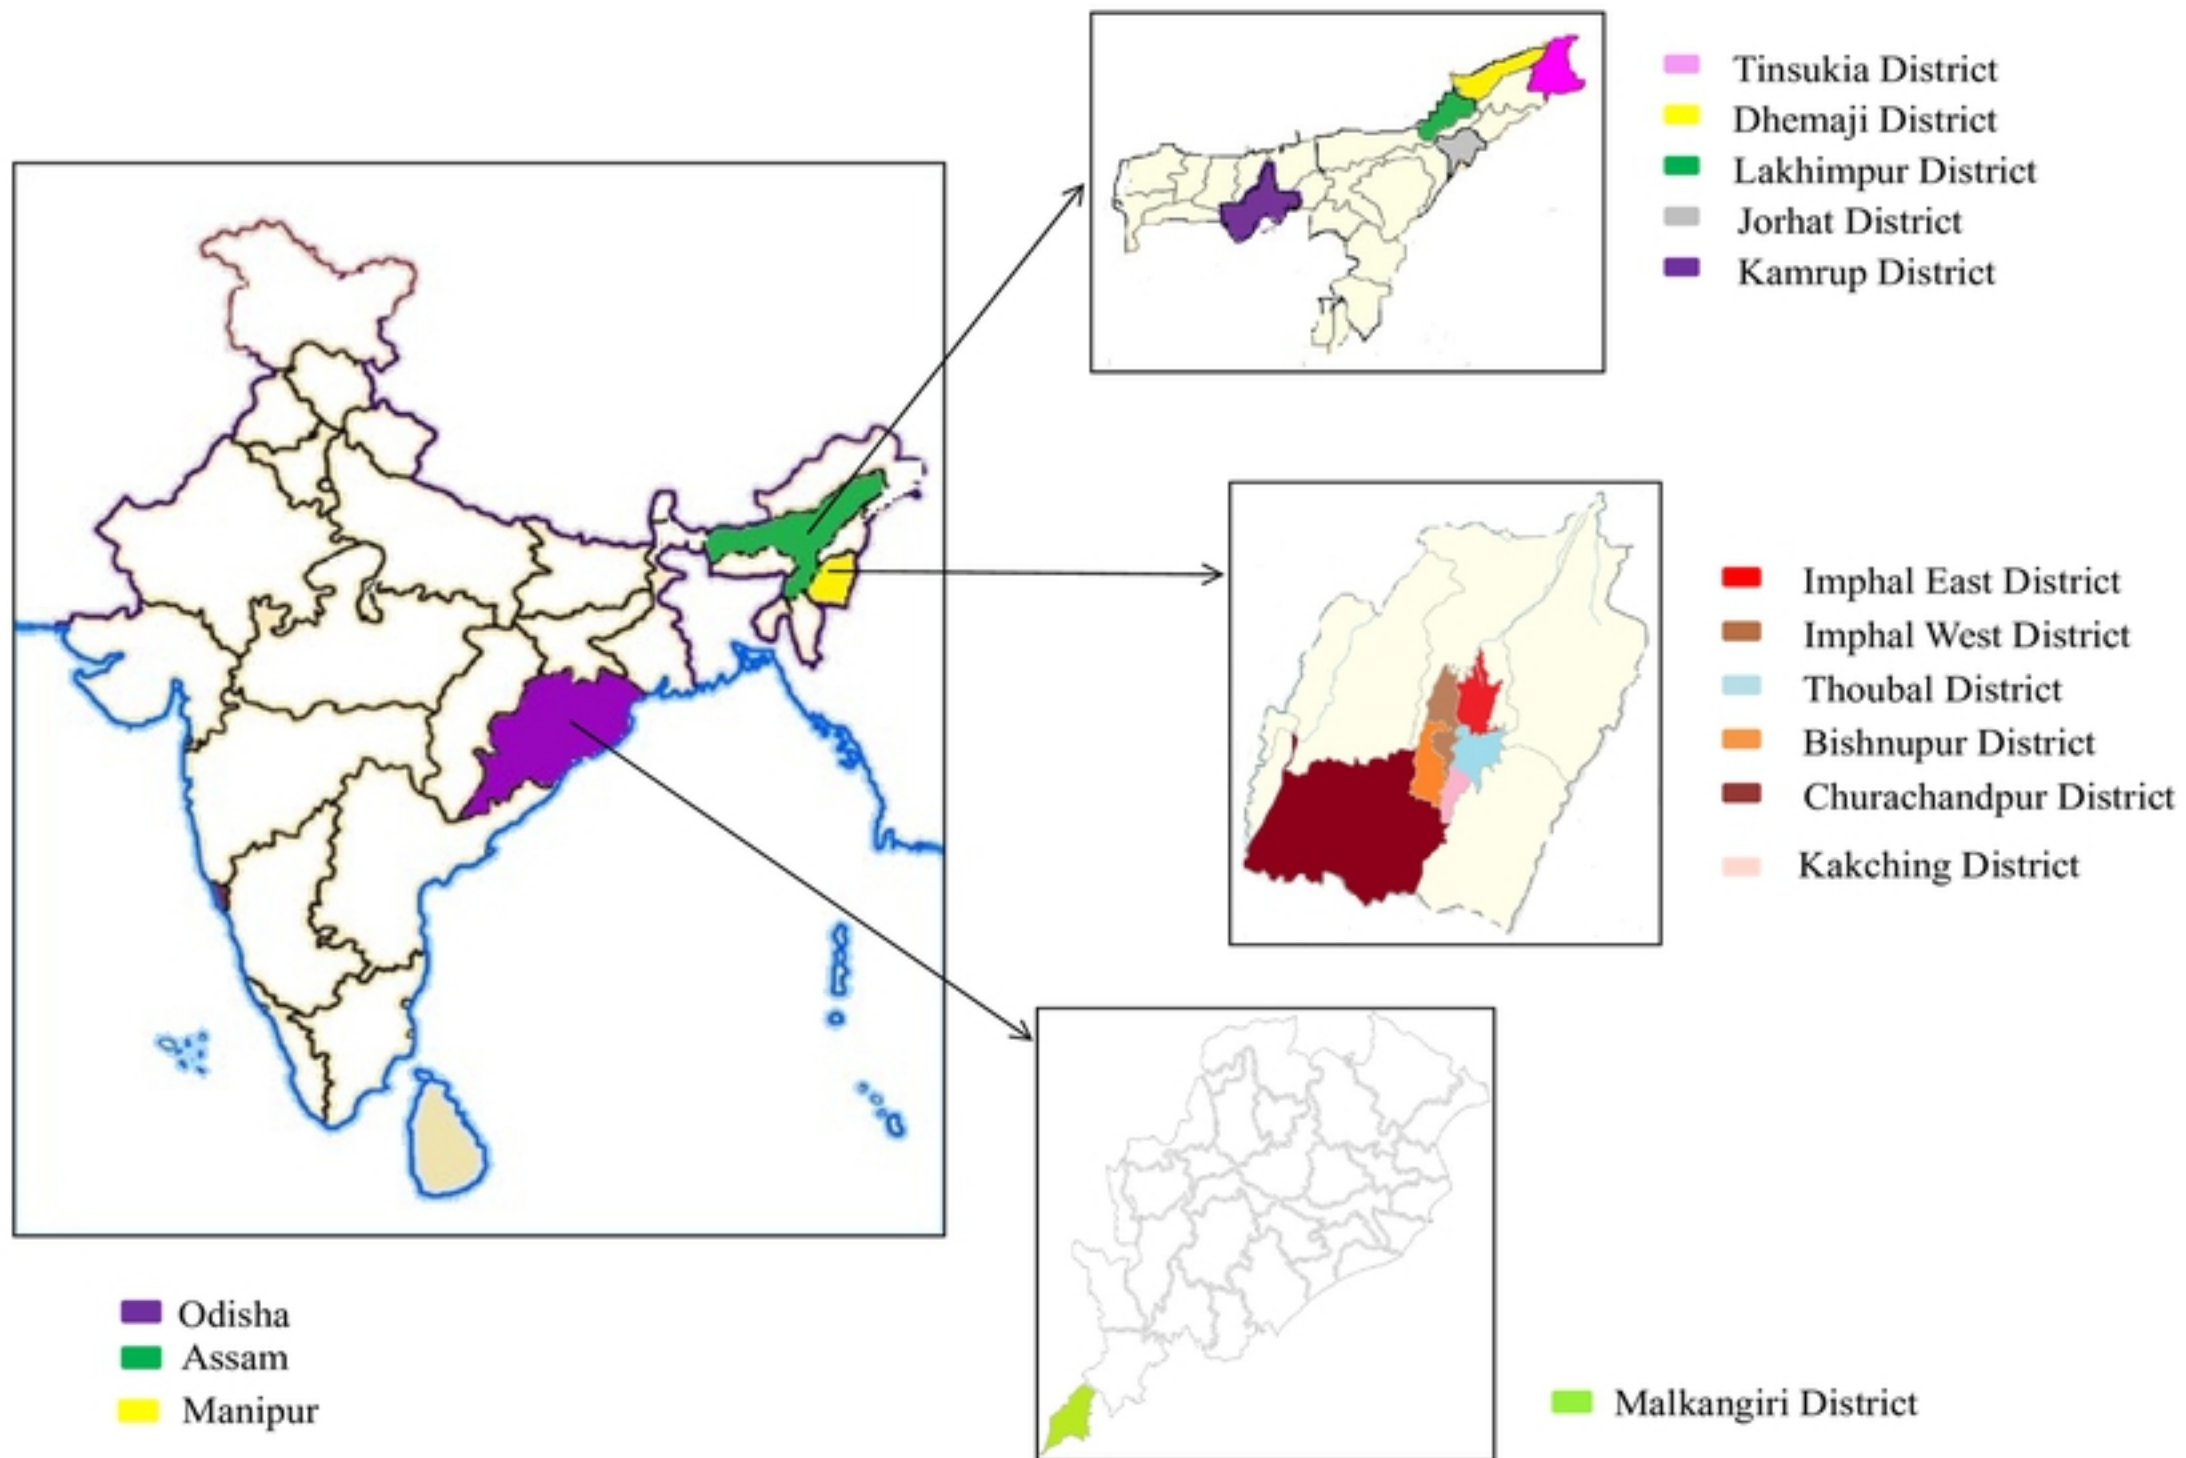 Tinsukia District
Dhemaji District
Lakhimpur District
Jorhat District
Kamrup District
Imphal East District
Imphal West District
Thoubal District
Bishnupur District
Churachandpur District
Kakching District
Odisha
Assam
Manipur
Malkangiri District